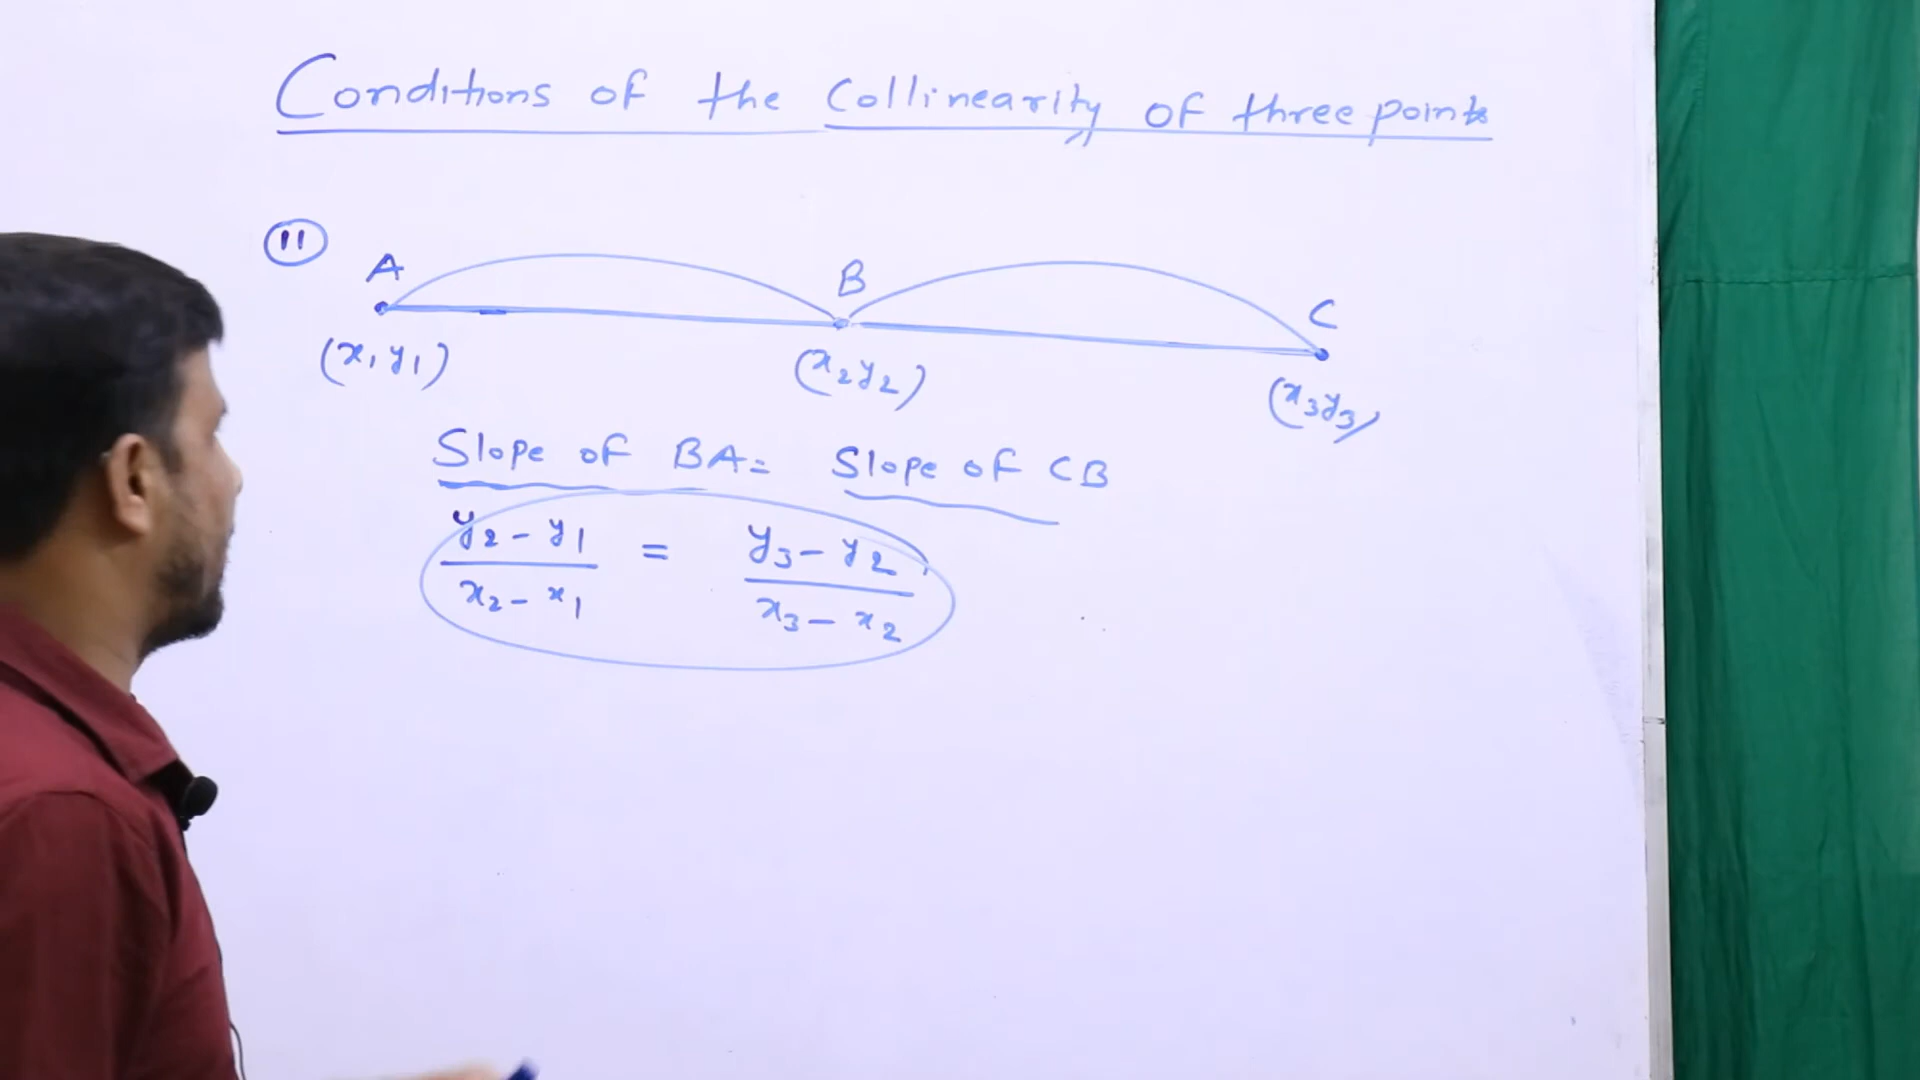 Conditions of the Collinearity of three points
11
A B C
(x1 y1) (x2 y2) (x3 y3)
Slope of BA = Slope of CB
y2 - y1 = y3 - y2
x2 - x1 x3 - x2